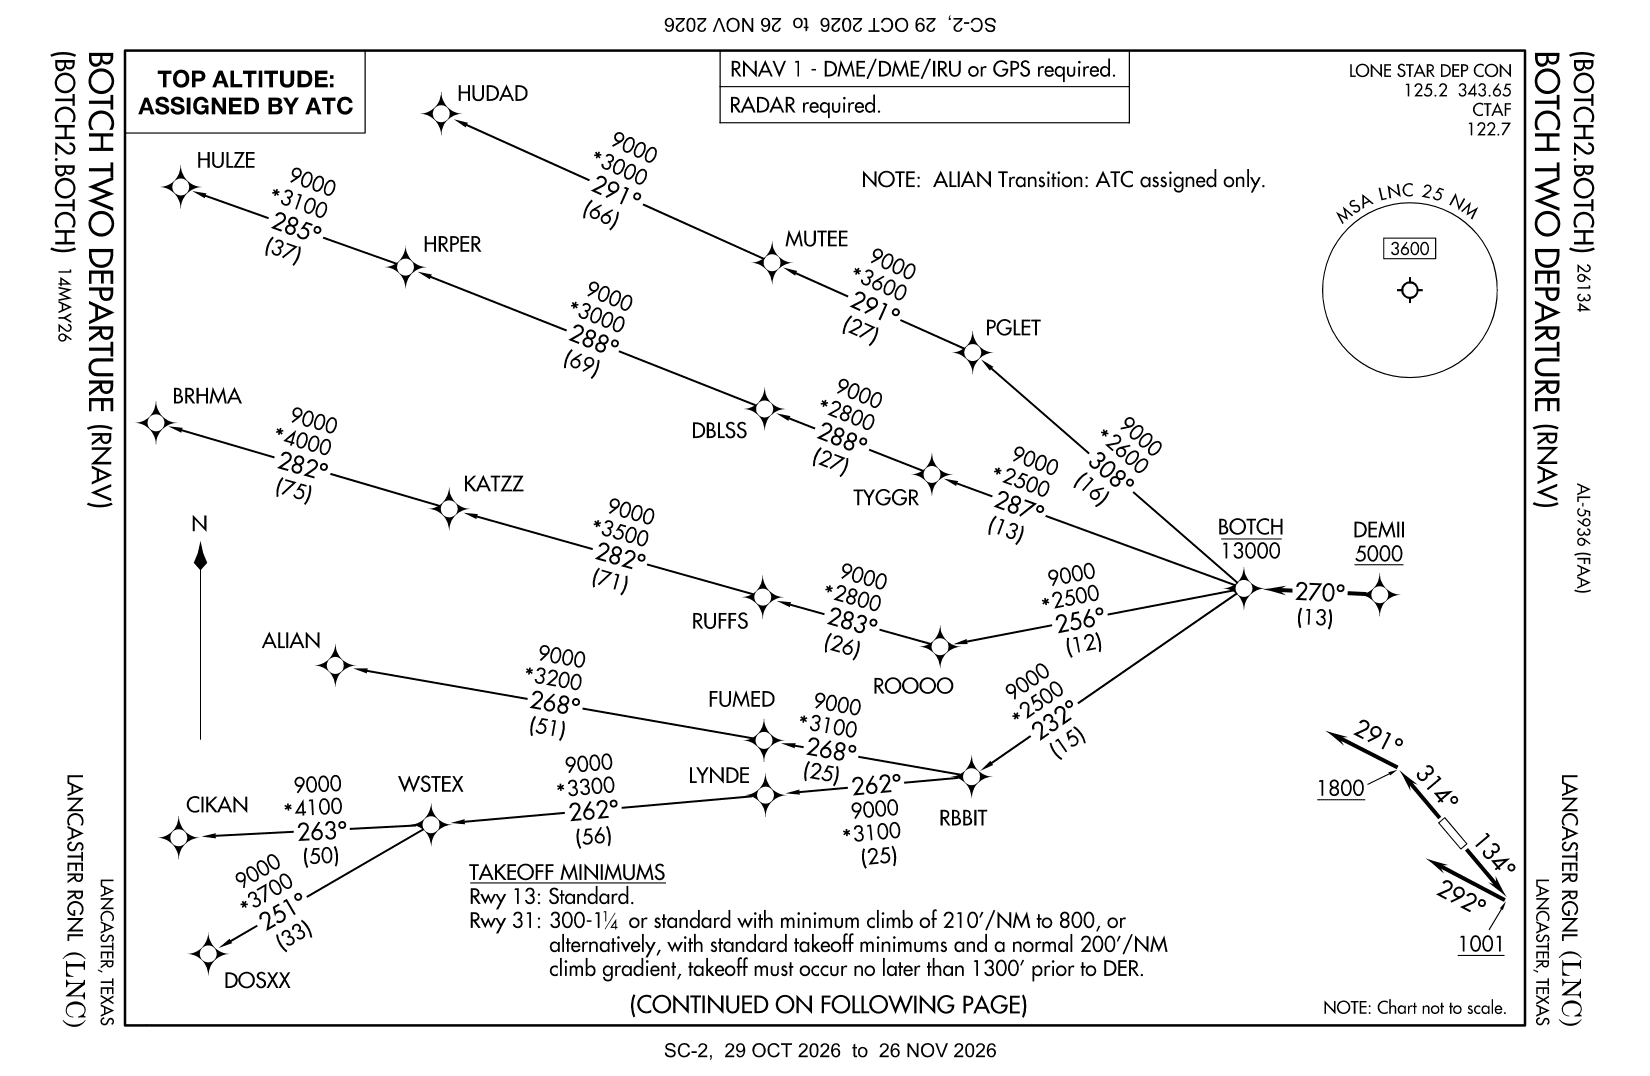 SC-2, 29 OCT 2026 to 26 NOV 2026
BOTCH TWO DEPARTURE (RNAV)
(BOTCH2.BOTCH) 14MAY26
TOP ALTITUDE:
ASSIGNED BY ATC
RNAV 1 - DME/DME/IRU or GPS required.
RADAR required.
LONE STAR DEP CON
125.2 343.65
CTAF
122.7
(BOTCH2.BOTCH) 26134
BOTCH TWO DEPARTURE (RNAV)
AL-5936 (FAA)
NOTE: ALIAN Transition: ATC assigned only.
MSA LNC 25 NM
3600
HUDAD
9000
*3000
291°
(66)
MUTEE
9000
*3600
291°
(27)
PGLET
9000
*2600
308°
(16)
HULZE
9000
*3100
285°
(37)
HRPER
9000
*3000
288°
(69)
DBLSS
9000
*2800
288°
(27)
TYGGR
9000
*2500
287°
(13)
BOTCH
13000
DEMII
5000
270°
(13)
BRHMA
9000
*4000
282°
(75)
KATZZ
9000
*3500
282°
(71)
RUFFS
9000
*2800
283°
(26)
ROOOO
9000
*2500
256°
(12)
N
ALIAN
9000
*3200
268°
(51)
FUMED
9000
*3100
268°
(25)
RBBIT
9000
*2500
232°
(15)
LYNDE
262°
9000
*3100
(25)
9000
*3300
262°
(56)
WSTEX
9000
*4100
263°
(50)
CIKAN
9000
*3700
251°
(33)
DOSXX
291°
1800
314°
134°
292°
1001
TAKEOFF MINIMUMS
Rwy 13: Standard.
Rwy 31: 300-1¼ or standard with minimum climb of 210'/NM to 800, or
alternatively, with standard takeoff minimums and a normal 200'/NM
climb gradient, takeoff must occur no later than 1300' prior to DER.
(CONTINUED ON FOLLOWING PAGE)
NOTE: Chart not to scale.
LANCASTER, TEXAS
LANCASTER RGNL (LNC)
LANCASTER, TEXAS
LANCASTER RGNL (LNC)
SC-2, 29 OCT 2026 to 26 NOV 2026